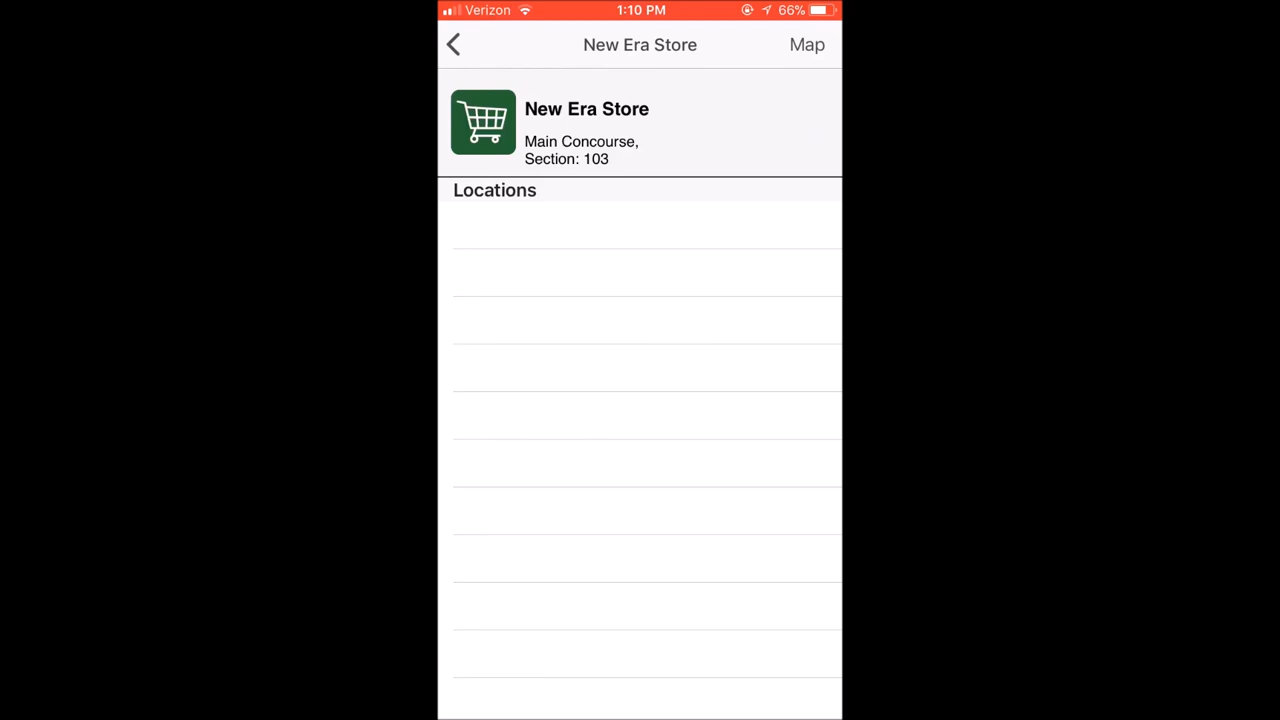 Verizon 1:10 PM 66%
New Era Store Map
New Era Store
Main Concourse,
Section: 103
Locations